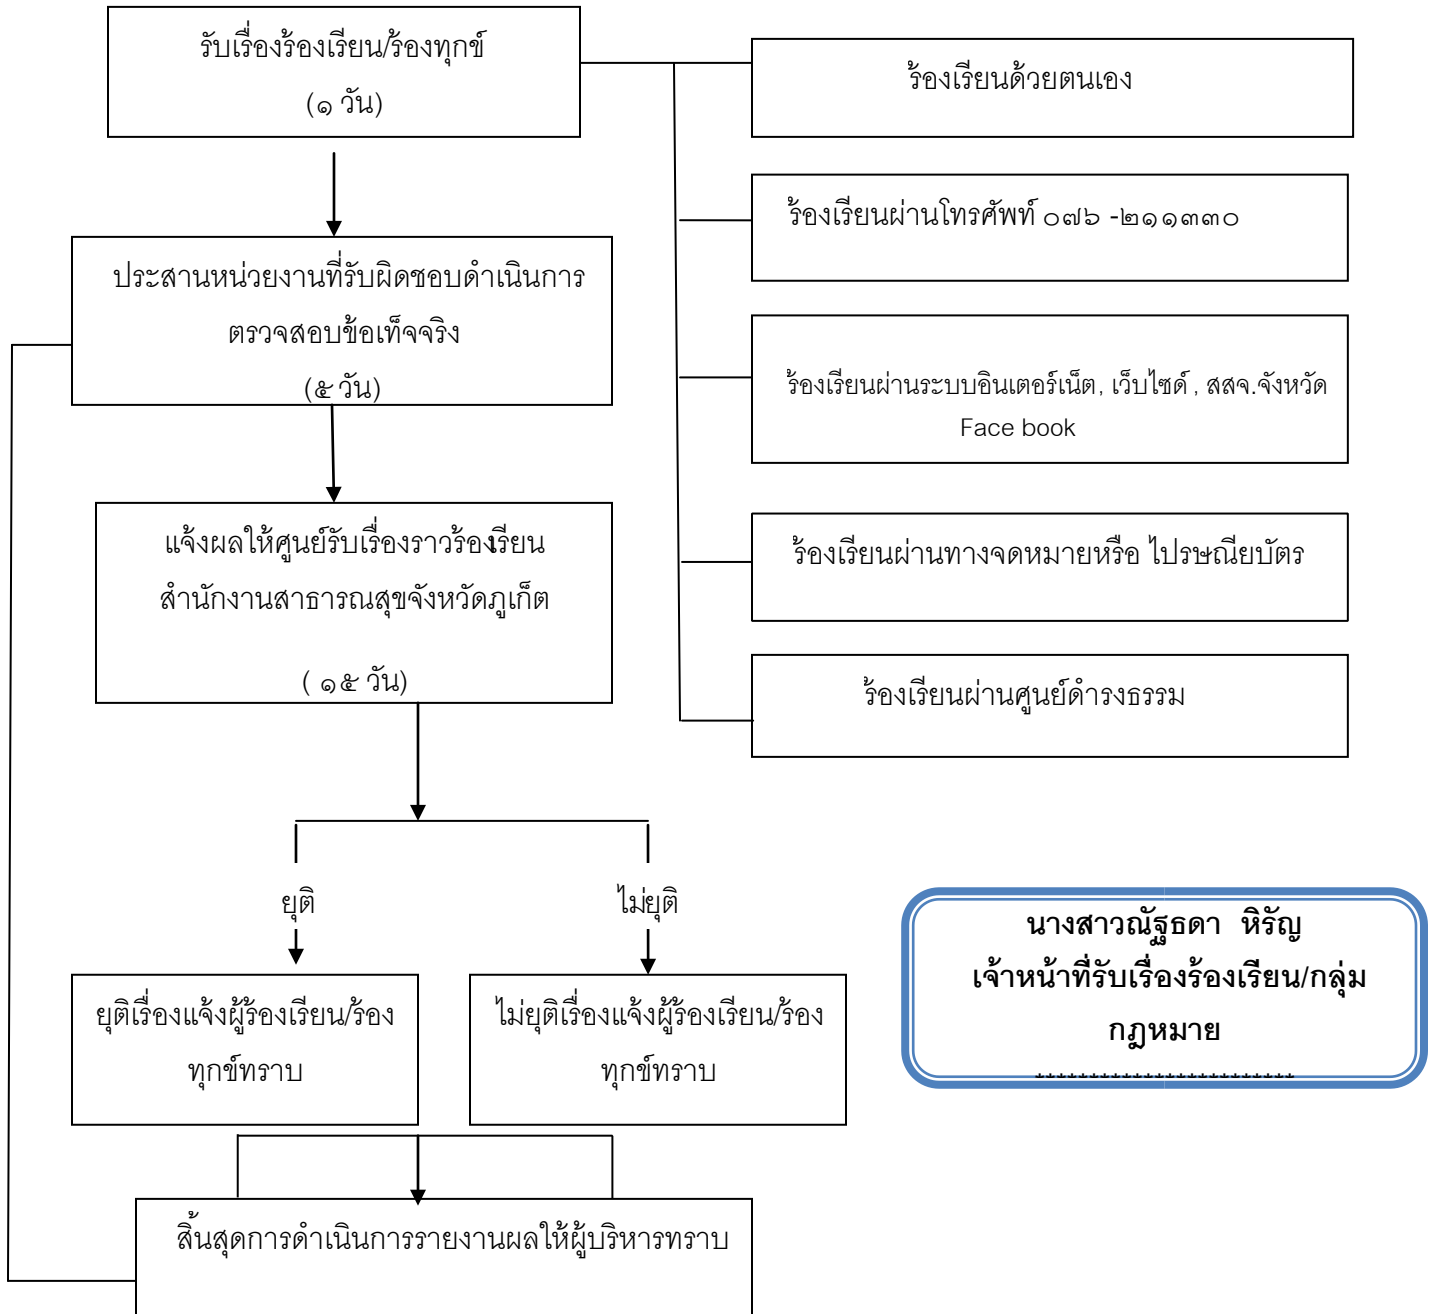 รับเรื่องร้องเรียน/ร้องทุกข์
(๑ วัน)
ประสานหน่วยงานที่รับผิดชอบดำเนินการ
ตรวจสอบข้อเท็จจริง
(๕ วัน)
แจ้งผลให้ศูนย์รับเรื่องราวร้องเรียน
สำนักงานสาธารณสุขจังหวัดภูเก็ต
( ๑๕ วัน)
ยุติ
ไม่ยุติ
ยุติเรื่องแจ้งผู้ร้องเรียน/ร้อง
ทุกข์ทราบ
ไม่ยุติเรื่องแจ้งผู้ร้องเรียน/ร้อง
ทุกข์ทราบ
สิ้นสุดการดำเนินการรายงานผลให้ผู้บริหารทราบ
ร้องเรียนด้วยตนเอง
ร้องเรียนผ่านโทรศัพท์ ๐๗๖ -๒๑๑๓๓๐
ร้องเรียนผ่านระบบอินเตอร์เน็ต, เว็บไซด์ , สสจ.จังหวัด
Face book
ร้องเรียนผ่านทางจดหมายหรือ ไปรษณียบัตร
ร้องเรียนผ่านศูนย์ดำรงธรรม
นางสาวณัฐธดา หิรัญ
เจ้าหน้าที่รับเรื่องร้องเรียน/กลุ่ม
กฎหมาย